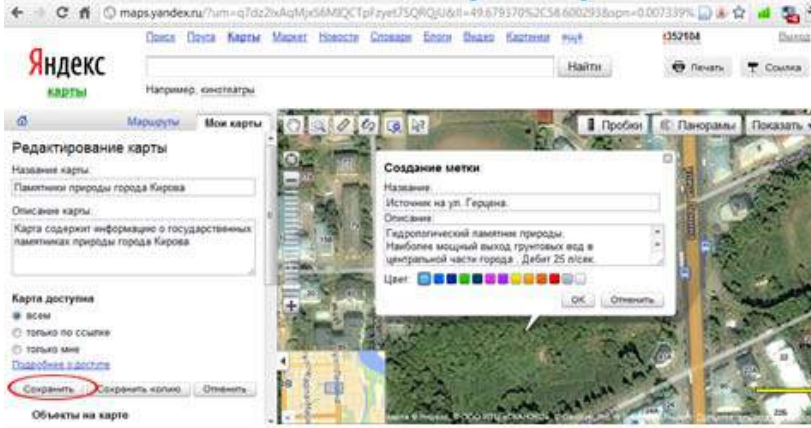 maps.yandex.ru/?um=
Поиск Почта Карты Маркет Новости Словари Блоги Видео Картинки ещё
Выход
Яндекс
карты
Найти
Печать
Ссылка
Например, кинотеатры
Маршруты
Мои карты
Пробки
Панорамы
Показать
Редактирование карты
Название карты:
Памятники природы города Кирова
Описание карты:
Карта содержит информацию о государственных
памятниках природы города Кирова
Карта доступна
всем
только по ссылке
только мне
Подробнее о доступе
Сохранить
Сохранить копию
Отменить
Объекты на карте
Создание метки
Название:
Источник на ул. Герцена.
Описание:
Гидрологический памятник природы.
Наиболее мощный выход грунтовых вод в
центральной части города . Дебит 25 л/сек.
Цвет:
OK
Отменить